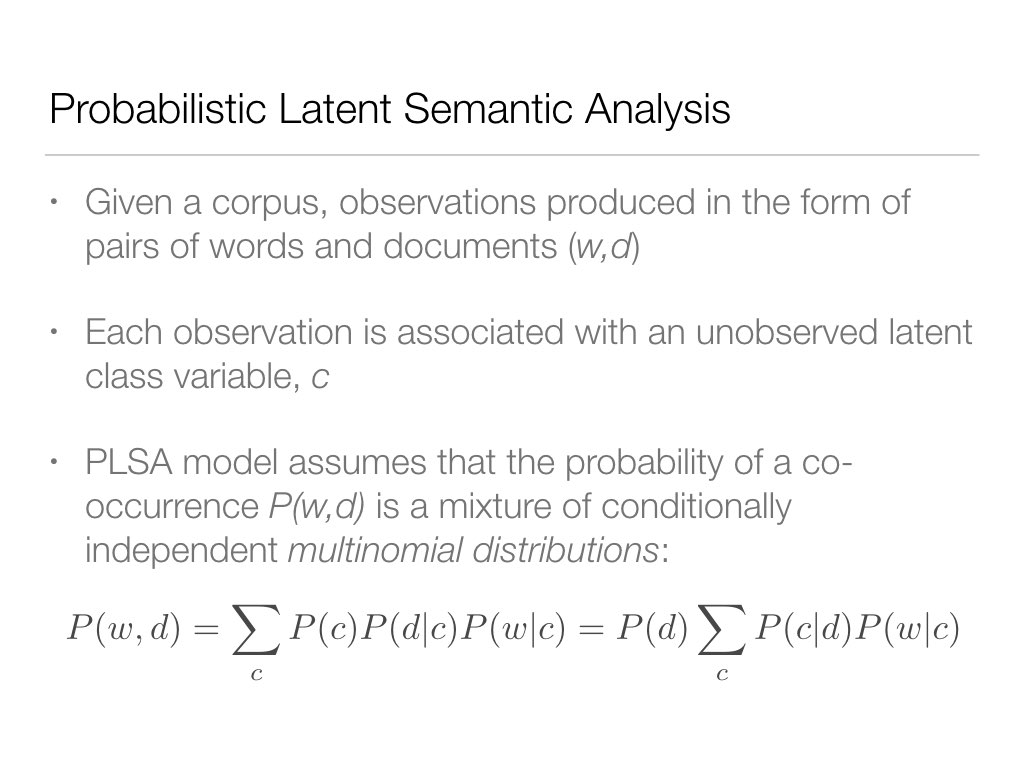 Probabilistic Latent Semantic Analysis
• Given a corpus, observations produced in the form of
pairs of words and documents (w,d)
• Each observation is associated with an unobserved latent
class variable, c
• PLSA model assumes that the probability of a co-
occurrence P(w,d) is a mixture of conditionally
independent multinomial distributions:
P(w, d) = ∑ P(c)P(d|c)P(w|c) = P(d) ∑ P(c|d)P(w|c)
c c